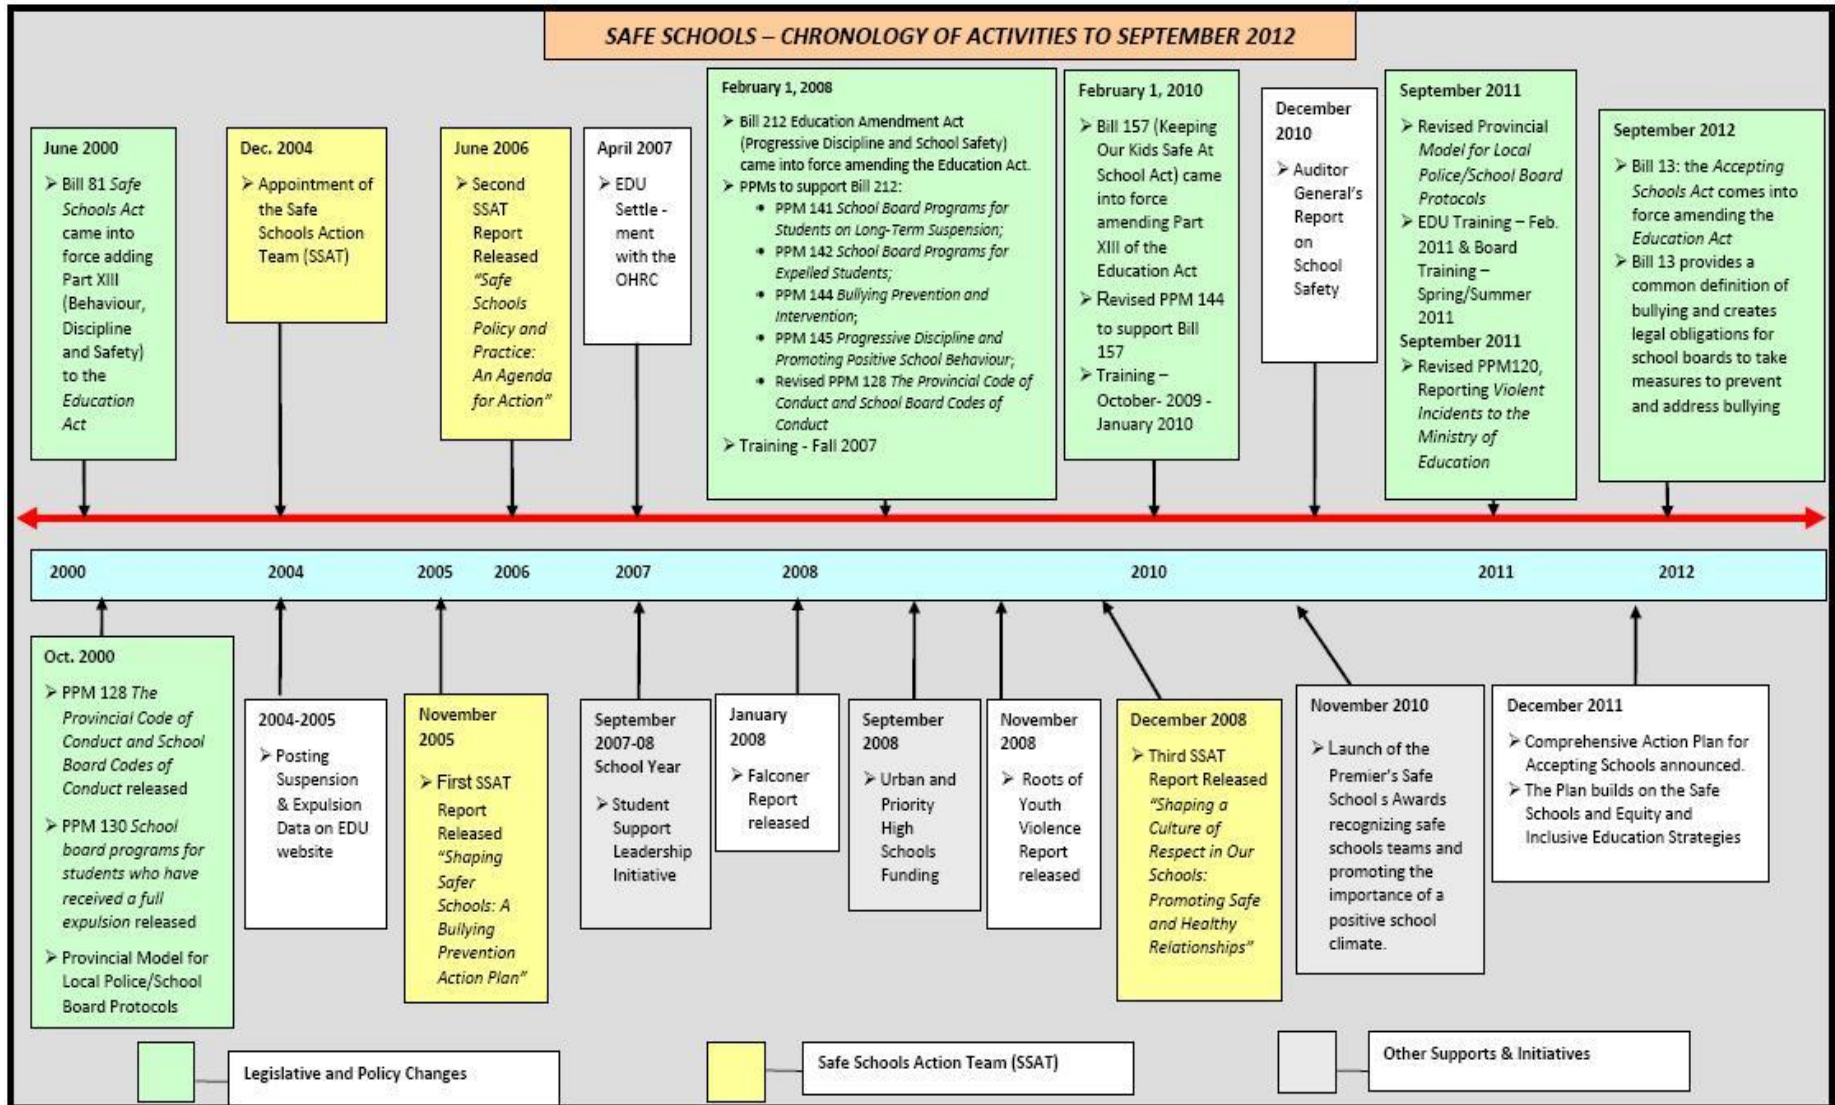 SAFE SCHOOLS – CHRONOLOGY OF ACTIVITIES TO SEPTEMBER 2012
June 2000
➢ Bill 81 Safe
Schools Act
came into
force adding
Part XIII
(Behaviour,
Discipline
and Safety)
to the
Education
Act
Dec. 2004
➢ Appointment of
the Safe
Schools Action
Team (SSAT)
June 2006
➢ Second
SSAT
Report
Released
"Safe
Schools
Policy and
Practice:
An Agenda
for Action"
April 2007
➢ EDU
Settle -
ment
with the
OHRC
February 1, 2008
➢ Bill 212 Education Amendment Act
(Progressive Discipline and School Safety)
came into force amending the Education Act.
➢ PPMs to support Bill 212:
• PPM 141 School Board Programs for
Students on Long-Term Suspension;
• PPM 142 School Board Programs for
Expelled Students;
• PPM 144 Bullying Prevention and
Intervention;
• PPM 145 Progressive Discipline and
Promoting Positive School Behaviour;
• Revised PPM 128 The Provincial Code of
Conduct and School Board Codes of
Conduct
➢ Training - Fall 2007
February 1, 2010
➢ Bill 157 (Keeping
Our Kids Safe At
School Act) came
into force
amending Part
XIII of the
Education Act
➢ Revised PPM 144
to support Bill
157
➢ Training –
October- 2009 -
January 2010
December
2010
➢ Auditor
General's
Report
on
School
Safety
September 2011
➢ Revised Provincial
Model for Local
Police/School Board
Protocols
➢ EDU Training – Feb.
2011 & Board
Training –
Spring/Summer
2011
September 2011
➢ Revised PPM120,
Reporting Violent
Incidents to the
Ministry of
Education
September 2012
➢ Bill 13: the Accepting
Schools Act comes into
force amending the
Education Act
➢ Bill 13 provides a
common definition of
bullying and creates
legal obligations for
school boards to take
measures to prevent
and address bullying
2000 2004 2005 2006 2007 2008 2010 2011 2012
Oct. 2000
➢ PPM 128 The
Provincial Code of
Conduct and School
Board Codes of
Conduct released
➢ PPM 130 School
board programs for
students who have
received a full
expulsion released
➢ Provincial Model for
Local Police/School
Board Protocols
2004-2005
➢ Posting
Suspension
& Expulsion
Data on EDU
website
November
2005
➢ First SSAT
Report
Released
"Shaping
Safer
Schools: A
Bullying
Prevention
Action Plan"
September
2007-08
School Year
➢ Student
Support
Leadership
Initiative
January
2008
➢ Falconer
Report
released
September
2008
➢ Urban and
Priority
High
Schools
Funding
November
2008
➢ Roots of
Youth
Violence
Report
released
December 2008
➢ Third SSAT
Report Released
"Shaping a
Culture of
Respect in Our
Schools:
Promoting Safe
and Healthy
Relationships"
November 2010
➢ Launch of the
Premier's Safe
School s Awards
recognizing safe
schools teams and
promoting the
importance of a
positive school
climate.
December 2011
➢ Comprehensive Action Plan for
Accepting Schools announced.
➢ The Plan builds on the Safe
Schools and Equity and
Inclusive Education Strategies
Legislative and Policy Changes
Safe Schools Action Team (SSAT)
Other Supports & Initiatives